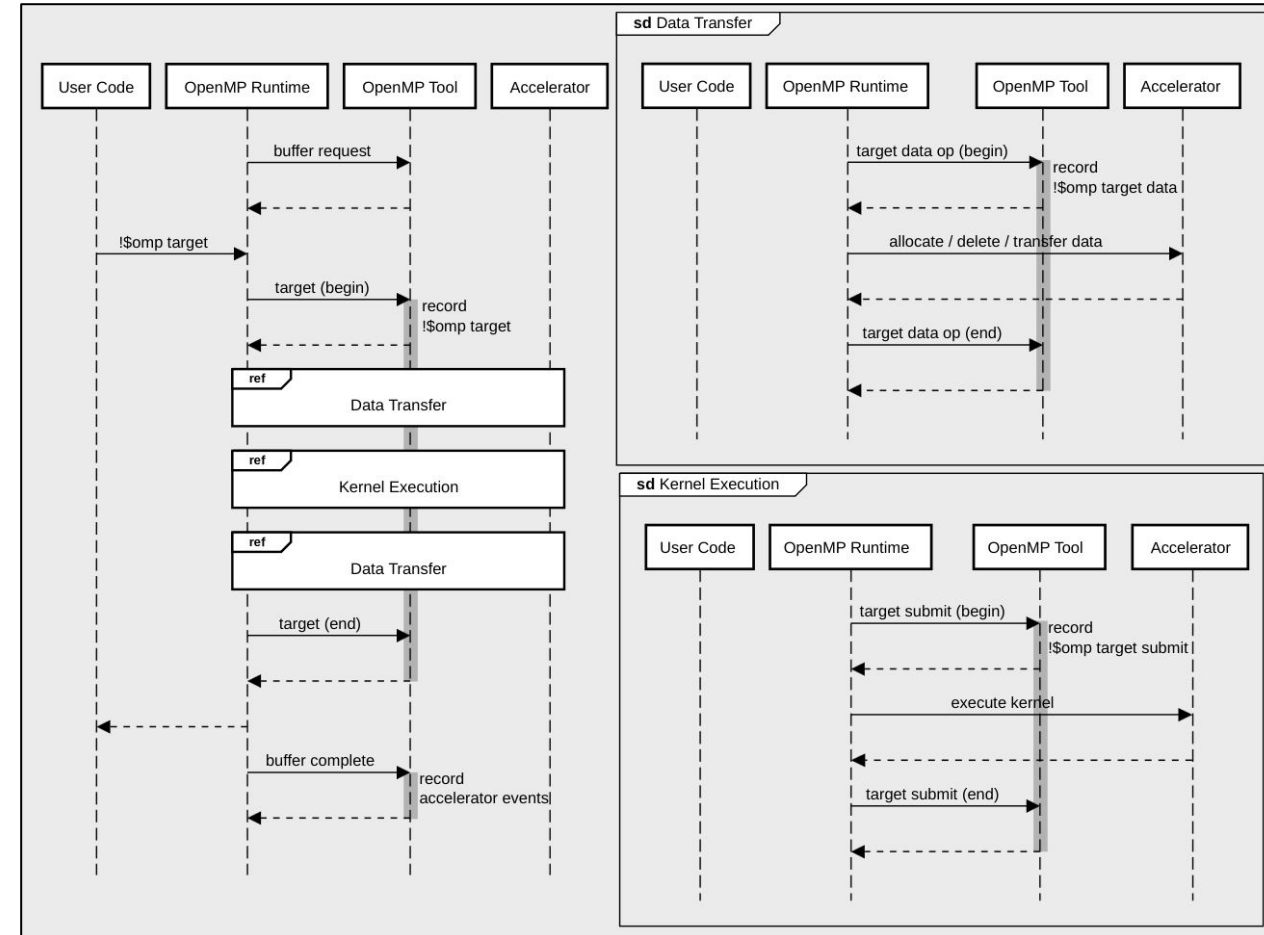 User Code
OpenMP Runtime
OpenMP Tool
Accelerator
buffer request
!$omp target
target (begin)
record
!$omp target
ref
Data Transfer
ref
Kernel Execution
ref
Data Transfer
target (end)
buffer complete
record
accelerator events
sd Data Transfer
User Code
OpenMP Runtime
OpenMP Tool
Accelerator
target data op (begin)
record
!$omp target data
allocate / delete / transfer data
target data op (end)
sd Kernel Execution
User Code
OpenMP Runtime
OpenMP Tool
Accelerator
target submit (begin)
record
!$omp target submit
execute kernel
target submit (end)